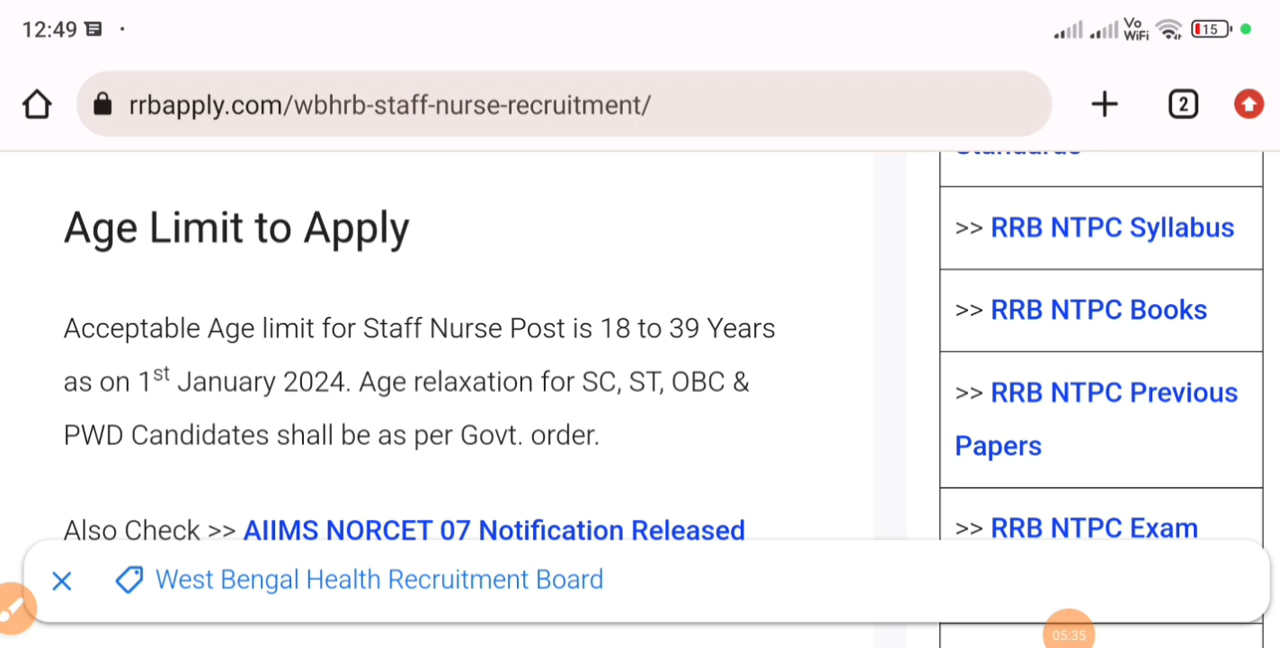 12:49
Vo
WiFi
15
rrbapply.com/wbhrb-staff-nurse-recruitment/
2
Age Limit to Apply
Acceptable Age limit for Staff Nurse Post is 18 to 39 Years
as on 1st January 2024. Age relaxation for SC, ST, OBC &
PWD Candidates shall be as per Govt. order.
Also Check >> AIIMS NORCET 07 Notification Released
>> RRB NTPC Syllabus
>> RRB NTPC Books
>> RRB NTPC Previous
Papers
>> RRB NTPC Exam
West Bengal Health Recruitment Board
05:35